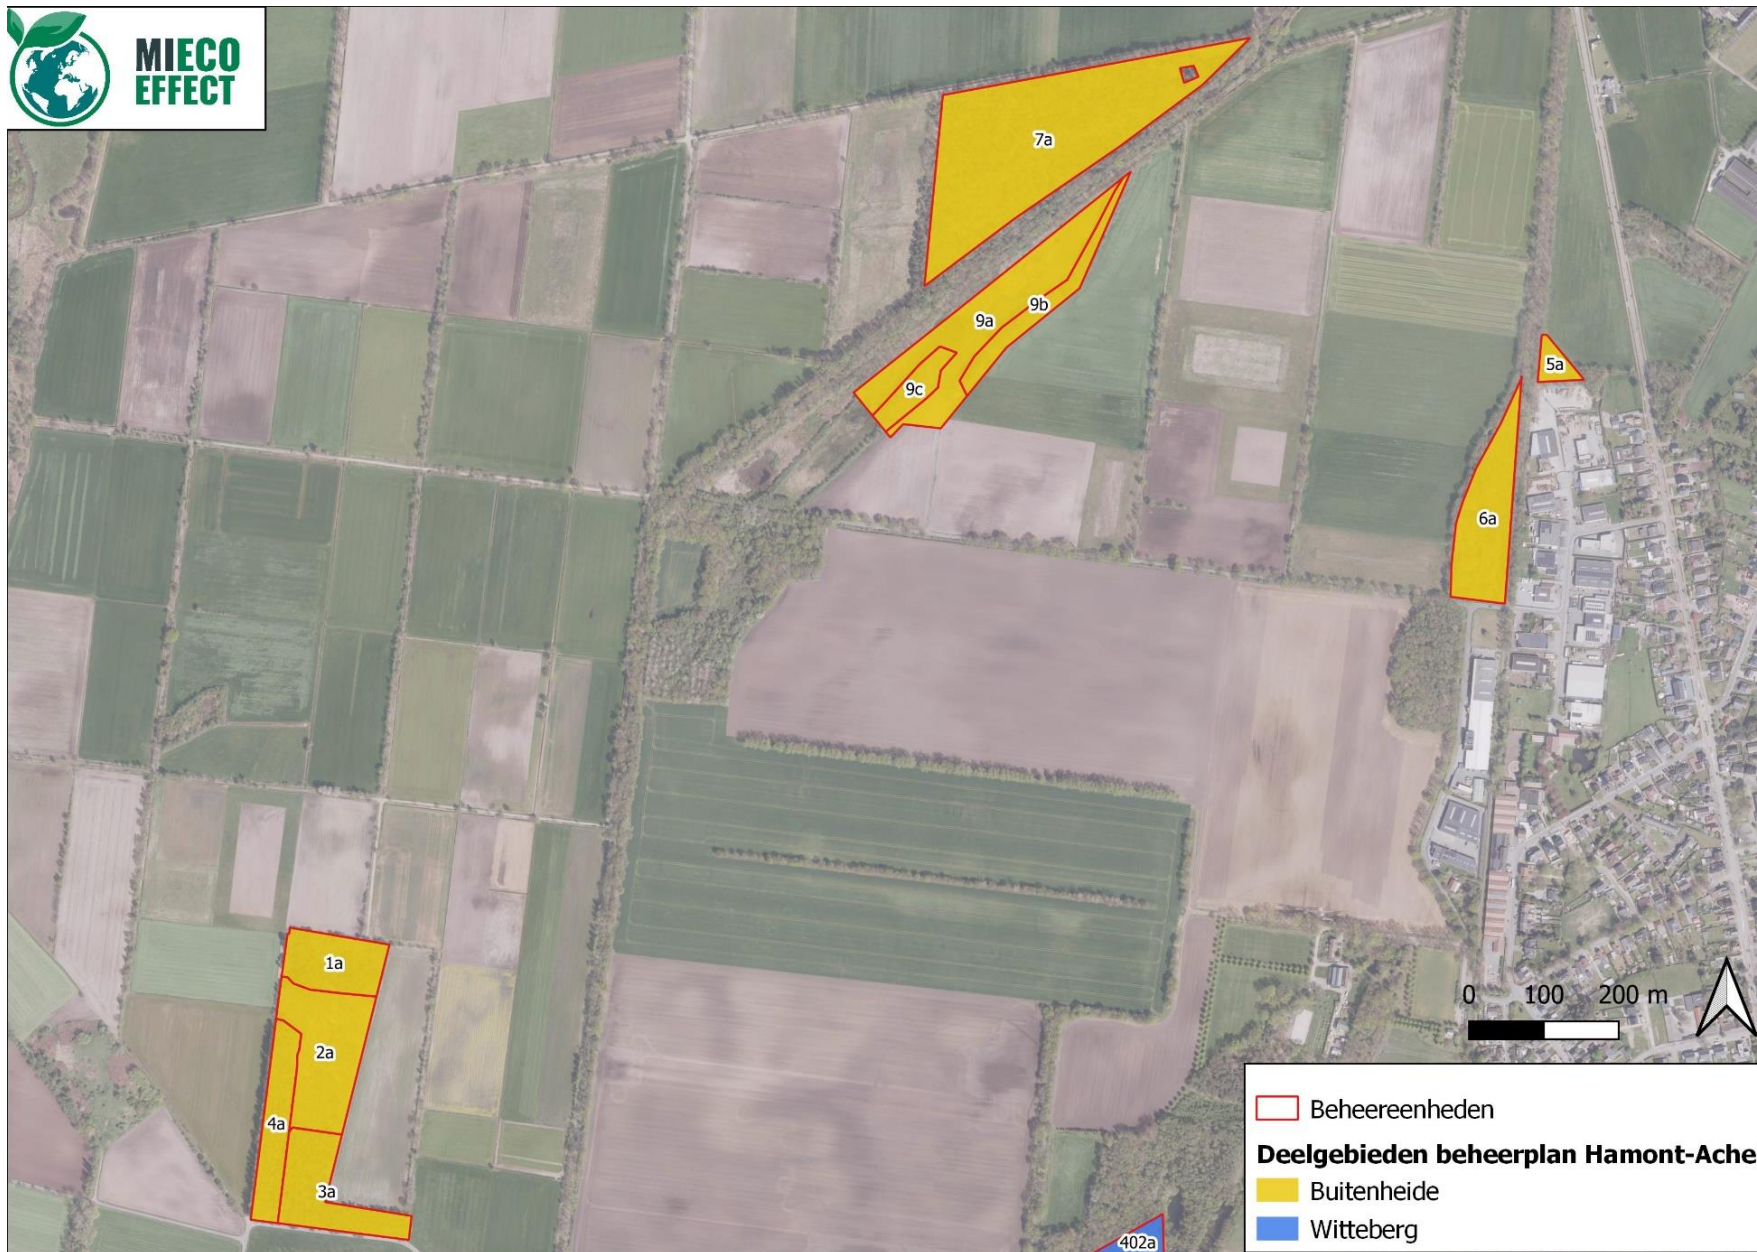 MIECO
EFFECT
7a
9b
9a
5a
9c
6a
1a
0 100 200 m
2a
4a
Beheereenheden
Deelgebieden beheerplan Hamont-Ache
3a
Buitenheide
Witteberg
402a